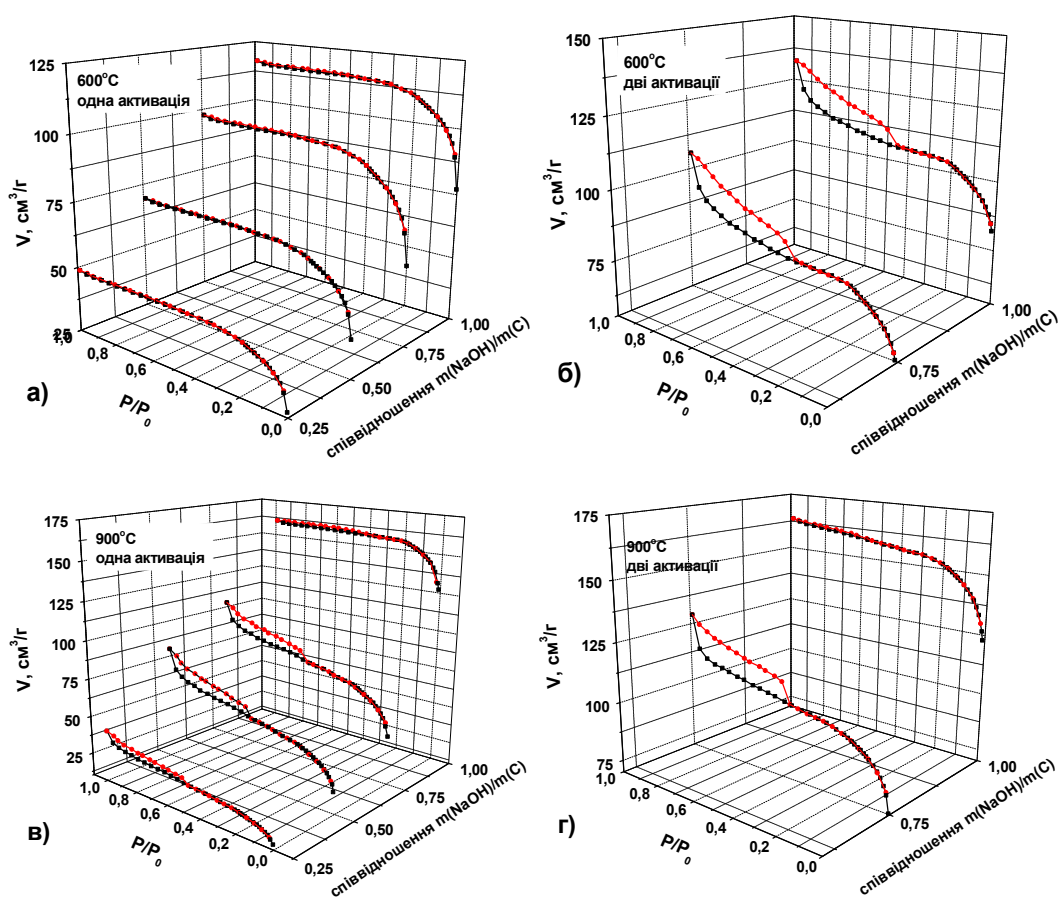 600°C
одна активація
V, см³/г
125
100
75
50
25
1,0
0,8
0,6
0,4
0,2
0,0
P/P₀
0,25
0,50
0,75
1,00
співвідношення m(NaOH)/m(C)
а)
600°C
дві активації
V, см³/г
150
125
100
75
1,0
0,8
0,6
0,4
0,2
0,0
P/P₀
0,75
1,00
співвідношення m(NaOH)/m(C)
б)
900°C
одна активація
V, см³/г
175
150
125
100
75
50
25
1,0
0,8
0,6
0,4
0,2
0,0
P/P₀
0,25
0,50
0,75
1,00
співвідношення m(NaOH)/m(C)
в)
900°C
дві активації
V, см³/г
175
150
125
100
75
1,0
0,8
0,6
0,4
0,2
0,0
P/P₀
0,75
1,00
співвідношення m(NaOH)/m(C)
г)